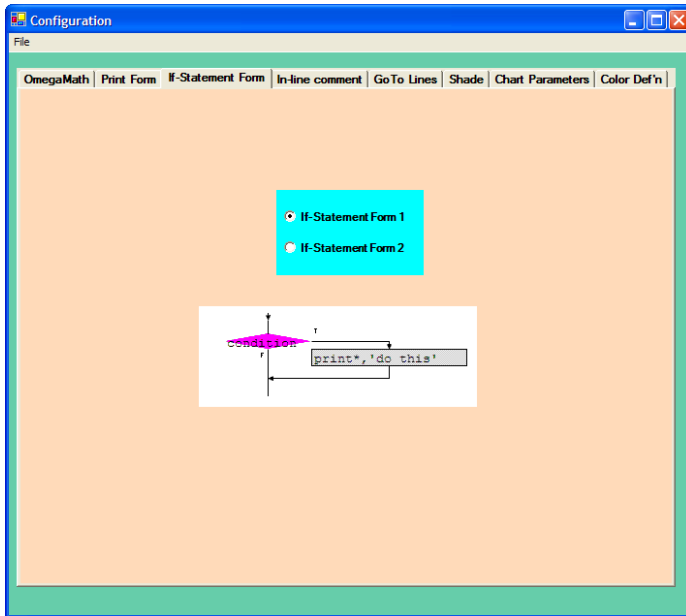 Configuration
File
OmegaMath Print Form If-Statement Form In-line comment GoTo Lines Shade Chart Parameters Color Def'n
If-Statement Form 1
If-Statement Form 2
T
condition
F
print*,'do this'